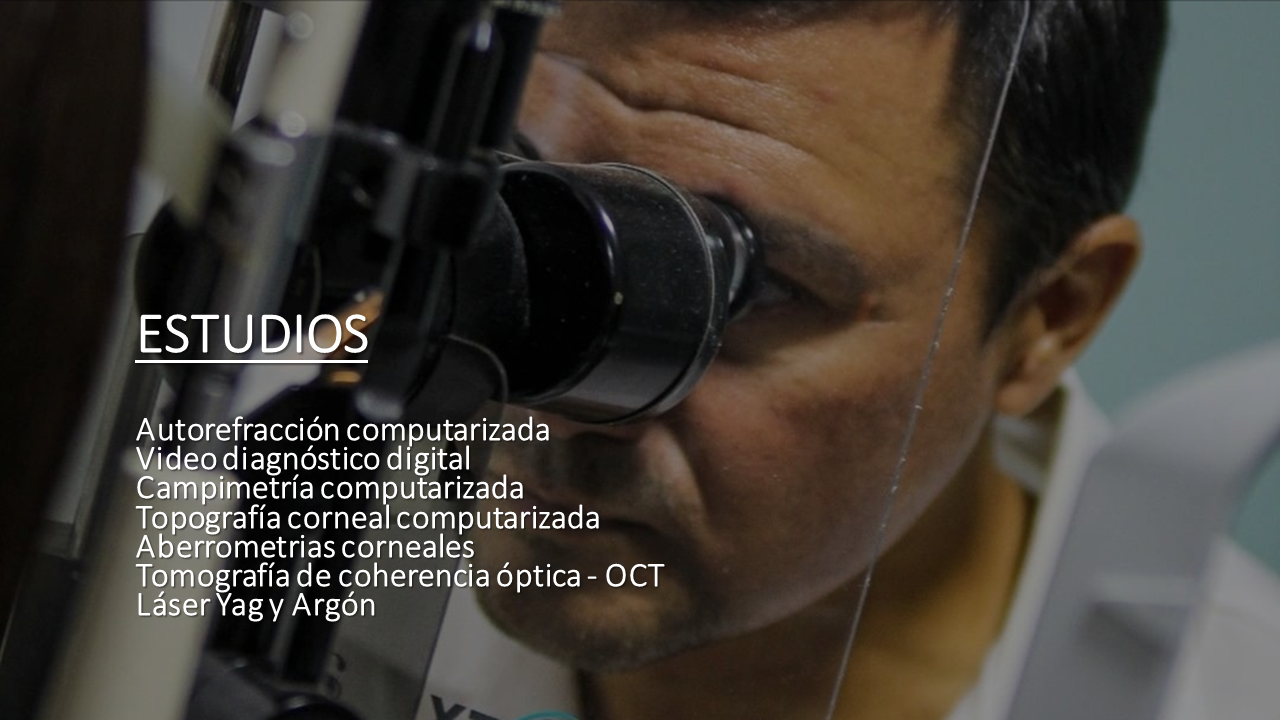 ESTUDIOS
Autorefracción computarizada
Video diagnóstico digital
Campimetría computarizada
Topografía corneal computarizada
Aberrometrias corneales
Tomografía de coherencia óptica - OCT
Láser Yag y Argón